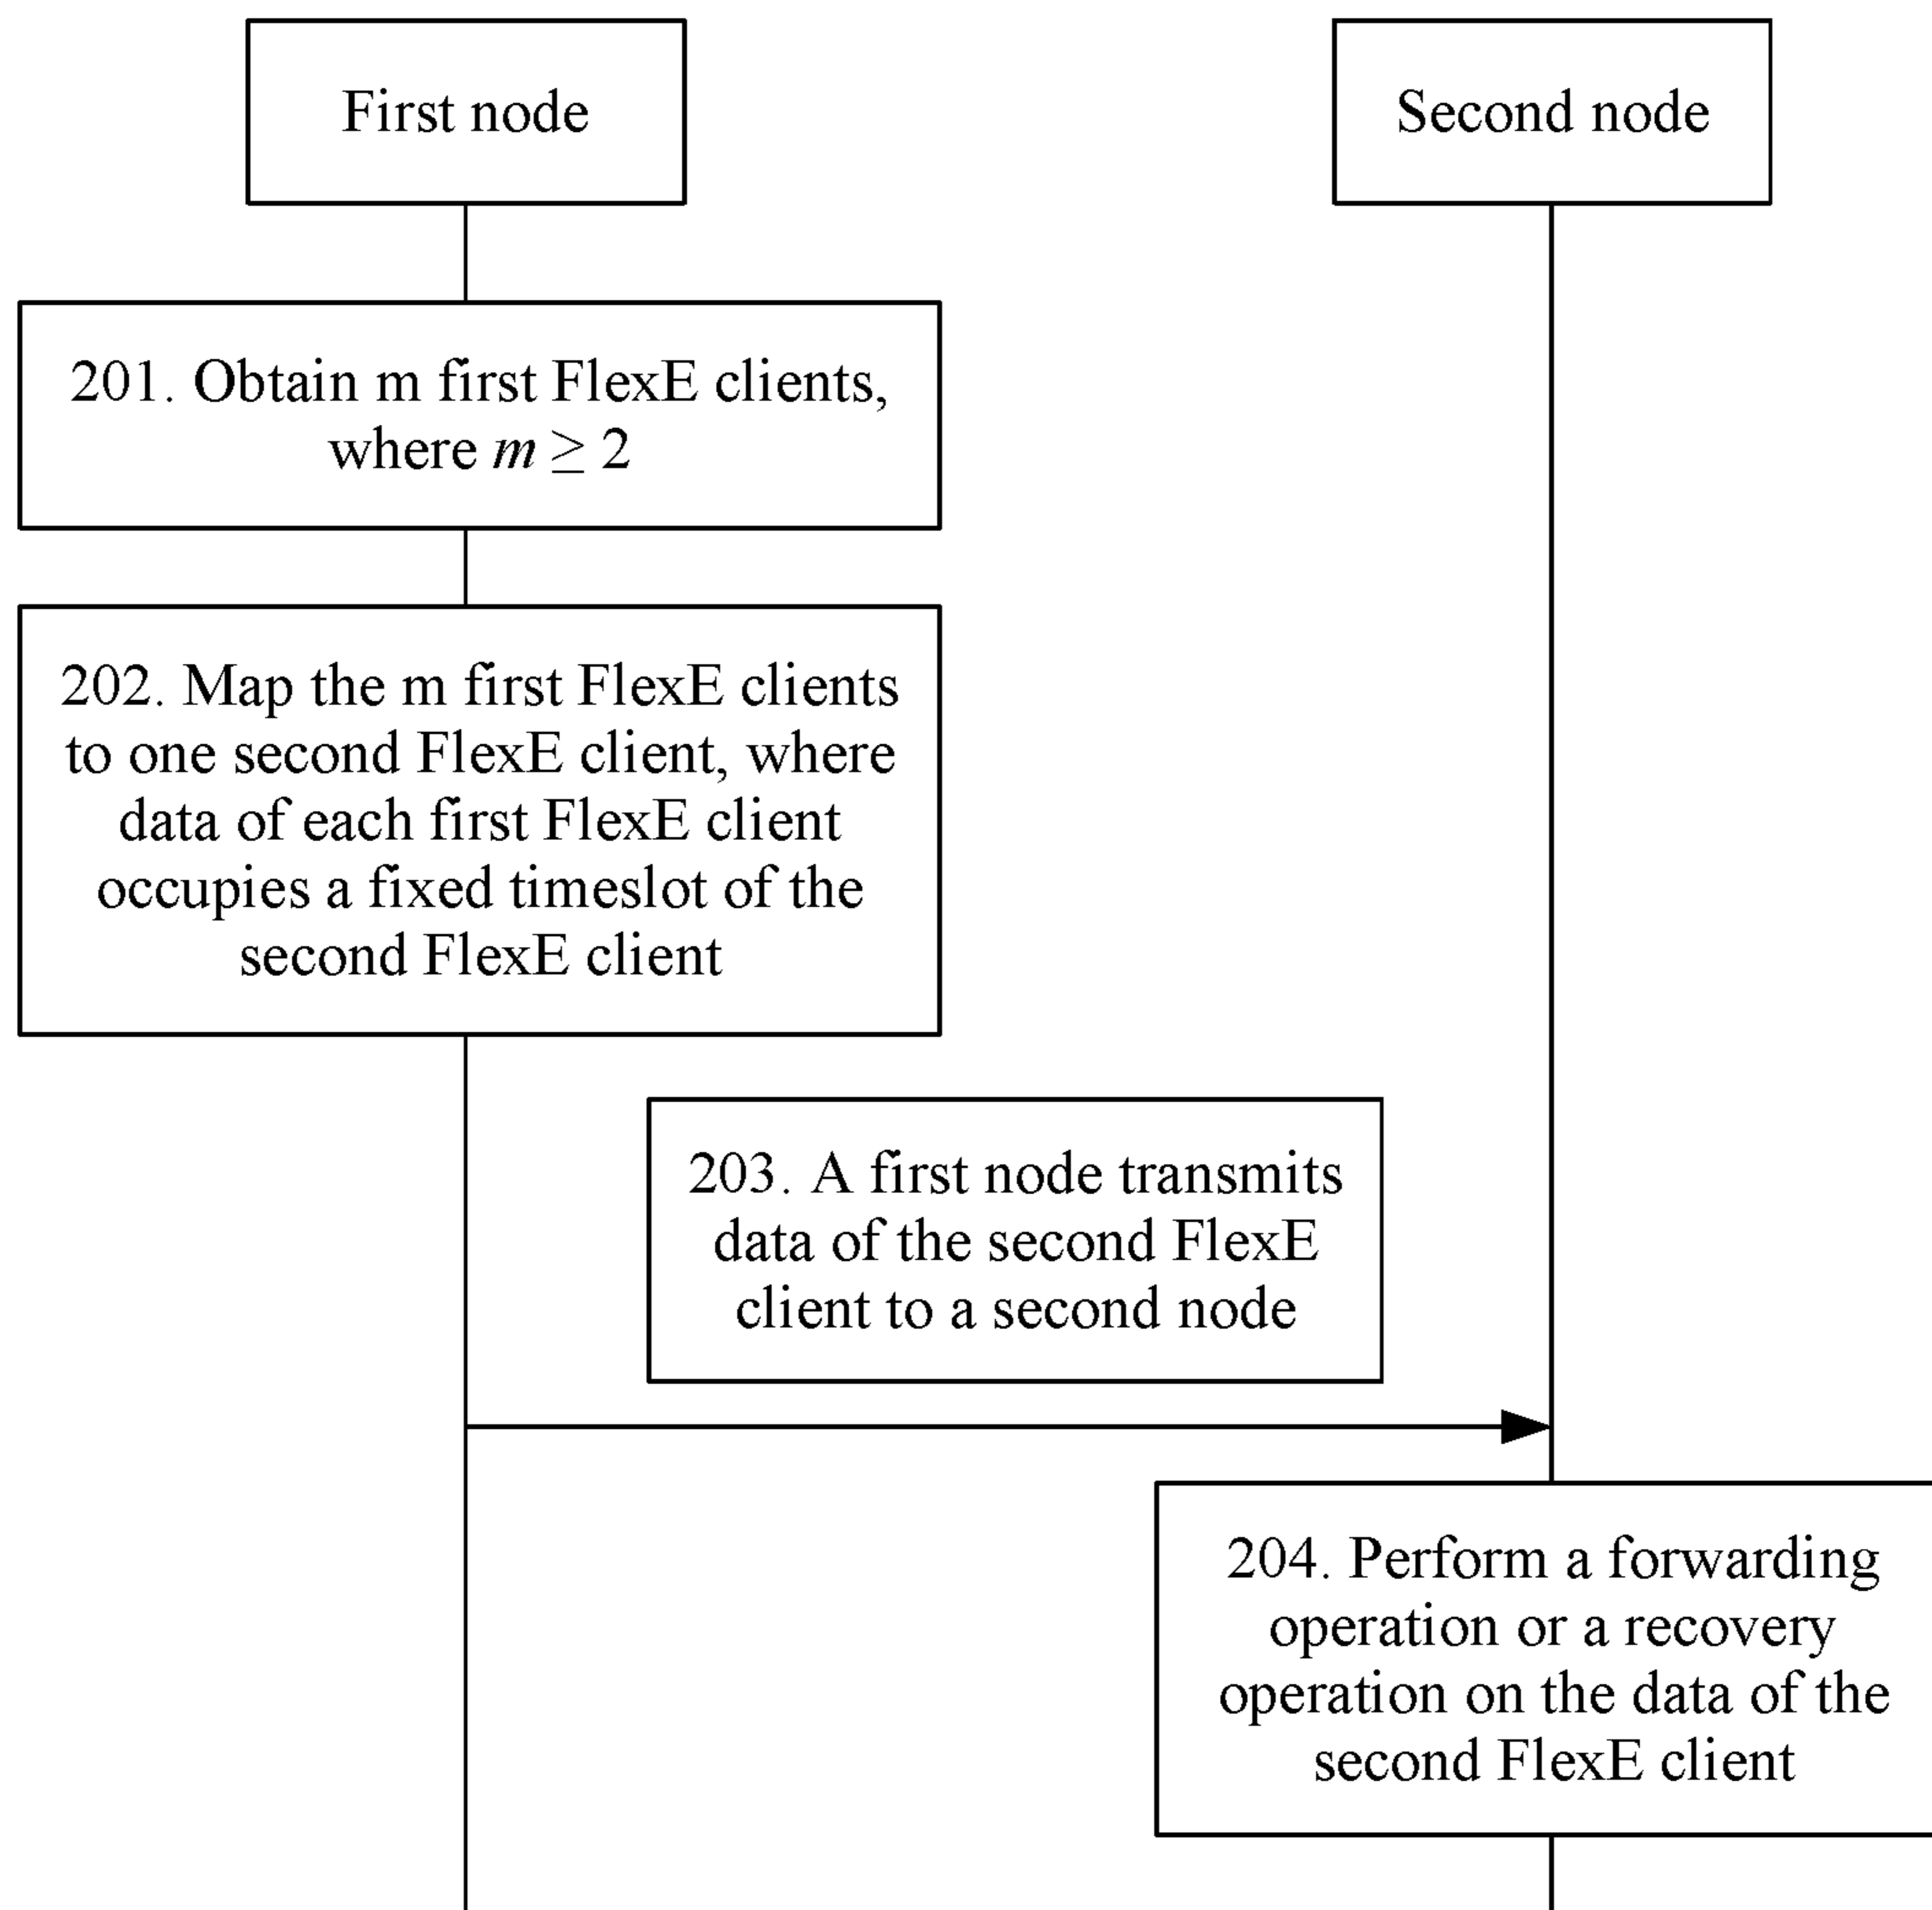 First node
Second node
201. Obtain m first FlexE clients,
where m ≥ 2
202. Map the m first FlexE clients
to one second FlexE client, where
data of each first FlexE client
occupies a fixed timeslot of the
second FlexE client
203. A first node transmits
data of the second FlexE
client to a second node
204. Perform a forwarding
operation or a recovery
operation on the data of the
second FlexE client